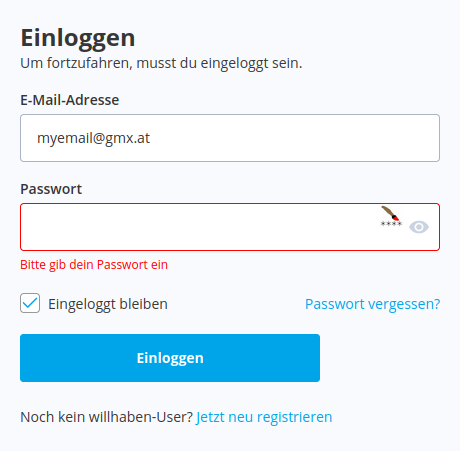 Einloggen
Um fortzufahren, musst du eingeloggt sein.
E-Mail-Adresse
myemail@gmx.at
Passwort
****
Bitte gib dein Passwort ein
Eingeloggt bleiben
Passwort vergessen?
Einloggen
Noch kein willhaben-User? Jetzt neu registrieren